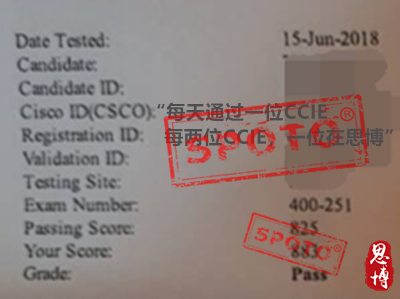 Date Tested: 15-Jun-2018
Candidate:
Candidate ID:
Cisco ID(CSCO):
“每天通过一位CCIE
Registration ID:
每两位CCIE，一位在思博”
Validation ID:
SPOTO®
Testing Site:
Exam Number: 400-251
Passing Score: 825
SPOTO®
Your Score: 883
Grade: Pass
思博